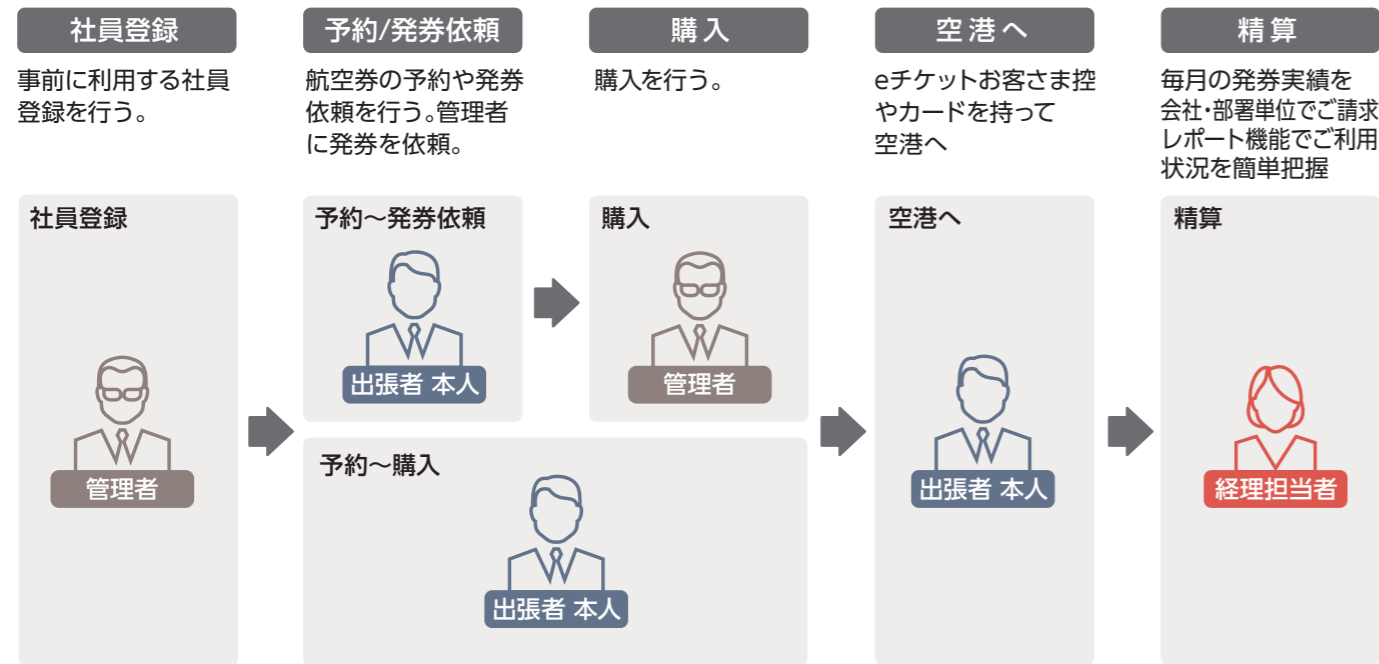 社員登録
事前に利用する社員
登録を行う。
予約/発券依頼
航空券の予約や発券
依頼を行う。管理者
に発券を依頼。
購入
購入を行う。
空港へ
eチケットお客さま控
やカードを持って
空港へ
精算
毎月の発券実績を
会社・部署単位でご請求
レポート機能でご利用
状況を簡単把握
社員登録
管理者
予約〜発券依頼
出張者 本人
購入
管理者
予約〜購入
出張者 本人
空港へ
出張者 本人
精算
経理担当者